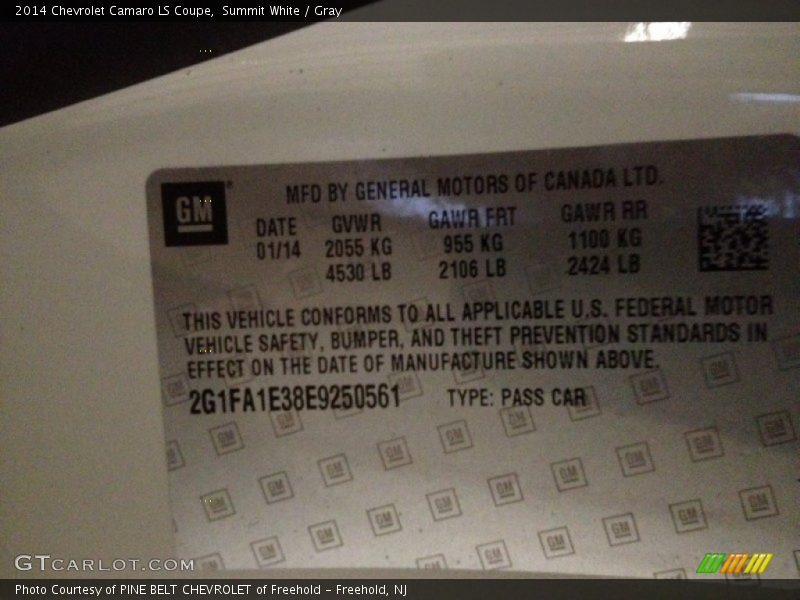 2014 Chevrolet Camaro LS Coupe, Summit White / Gray
GM
MFD BY GENERAL MOTORS OF CANADA LTD.
DATE GVWR GAWR FRT GAWR RR
01/14 2055 KG 955 KG 1100 KG
4530 LB 2106 LB 2424 LB
THIS VEHICLE CONFORMS TO ALL APPLICABLE U.S. FEDERAL MOTOR
VEHICLE SAFETY, BUMPER, AND THEFT PREVENTION STANDARDS IN
EFFECT ON THE DATE OF MANUFACTURE SHOWN ABOVE.
2G1FA1E38E9250561 TYPE: PASS CAR
GTCARLOT.COM
Photo Courtesy of PINE BELT CHEVROLET of Freehold – Freehold, NJ